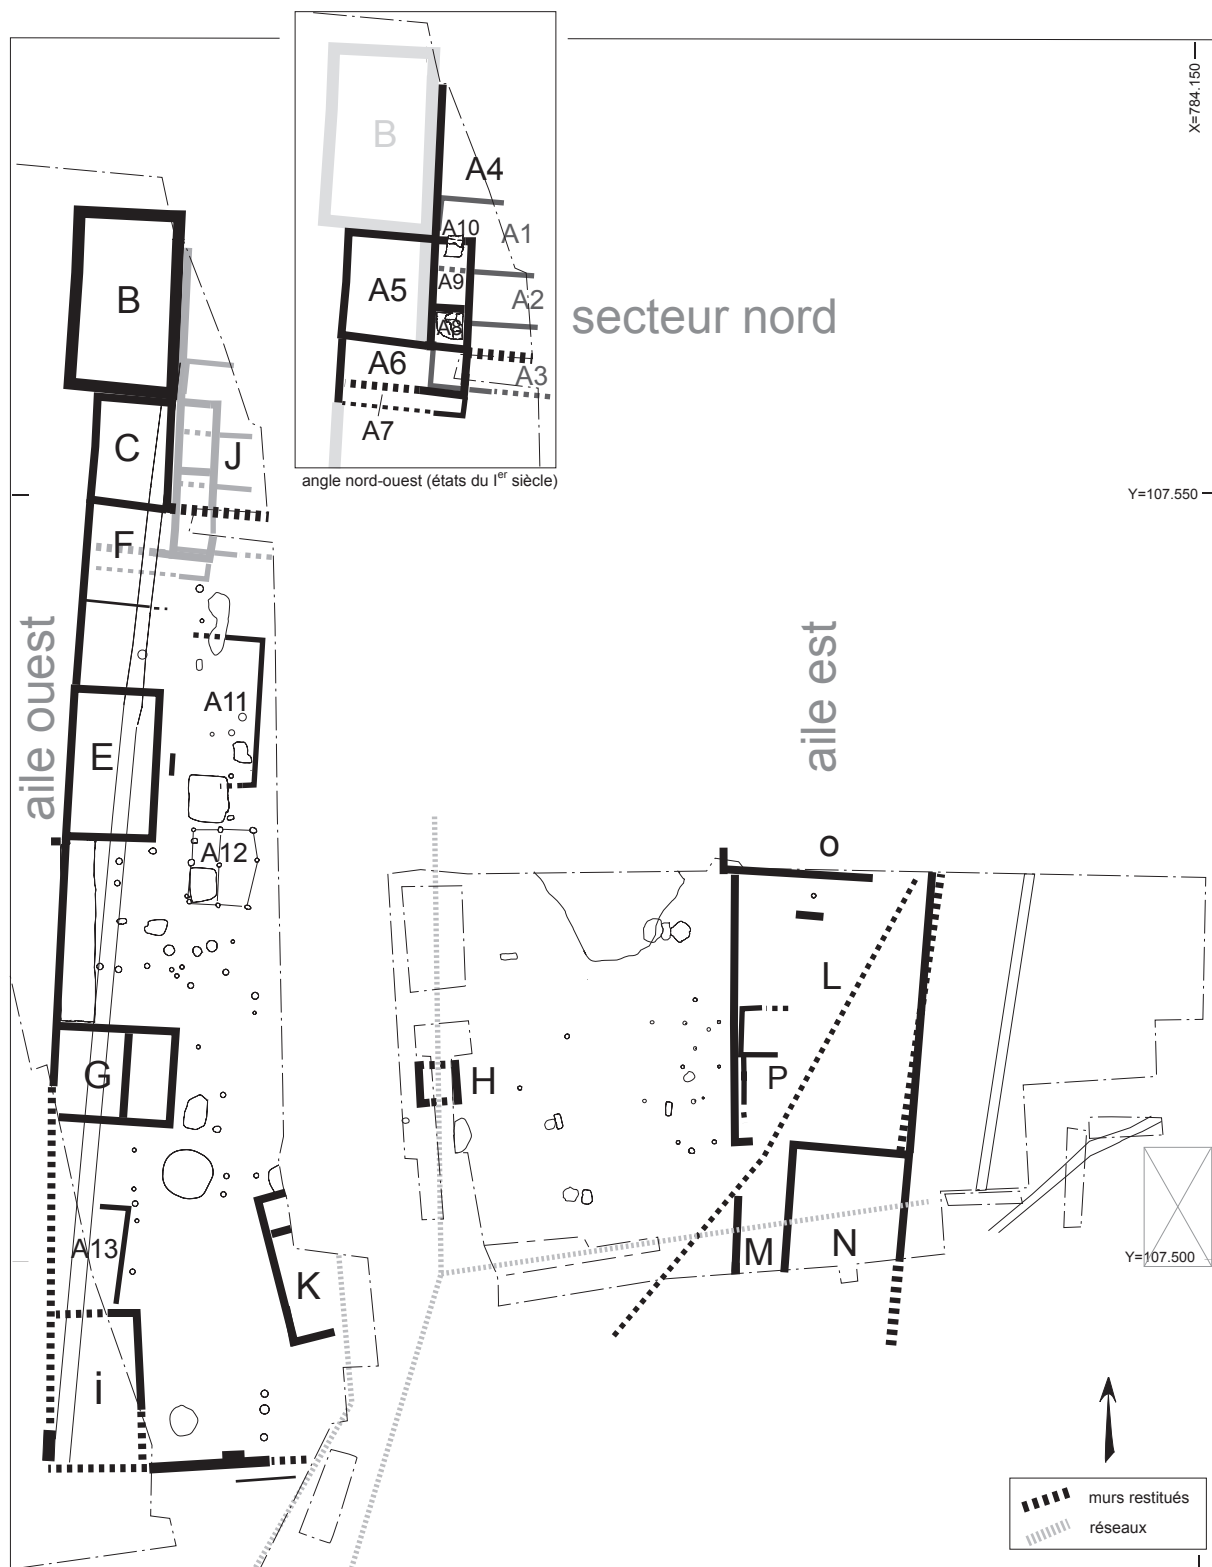 X=784.150
B
A4
A10
A1
A9
A5
A2
A8
A6
A3
A7
angle nord-ouest (états du Ier siècle)
secteur nord
B
C
J
Y=107.550
F
aile ouest
A11
E
aile est
A12
o
L
G
H
P
A13
K
M
N
Y=107.500
i
murs restitués
réseaux